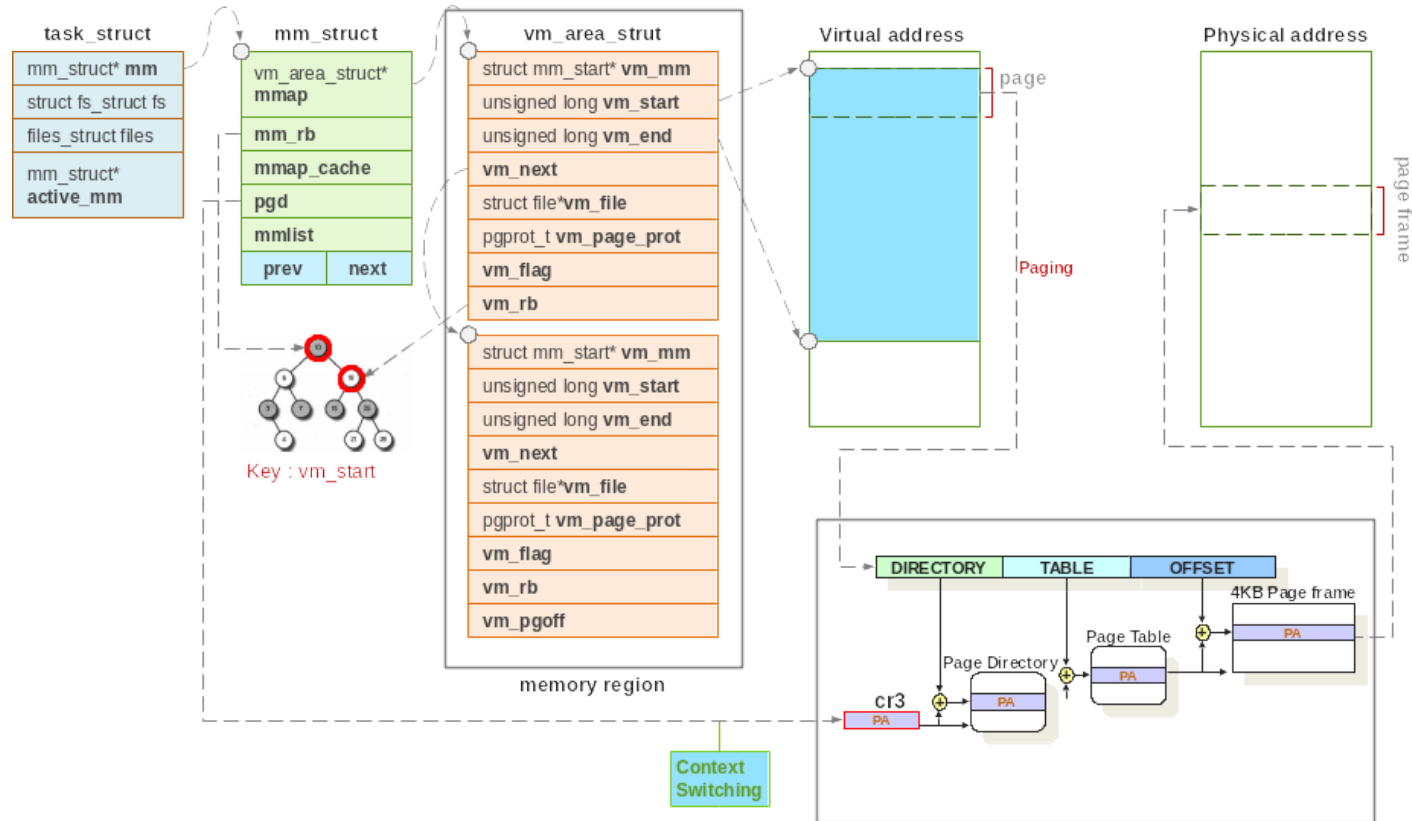 task_struct
mm_struct* mm
struct fs_struct fs
files_struct files
mm_struct*
active_mm
mm_struct
vm_area_struct*
mmap
mm_rb
mmap_cache
pgd
mmlist
prev next
Key : vm_start
vm_area_strut
struct mm_start* vm_mm
unsigned long vm_start
unsigned long vm_end
vm_next
struct file*vm_file
pgprot_t vm_page_prot
vm_flag
vm_rb
struct mm_start* vm_mm
unsigned long vm_start
unsigned long vm_end
vm_next
struct file*vm_file
pgprot_t vm_page_prot
vm_flag
vm_rb
vm_pgoff
memory region
Virtual address
page
Paging
Physical address
page frame
DIRECTORY TABLE OFFSET
4KB Page frame
PA
Page Table
PA
Page Directory
PA
cr3
PA
Context
Switching